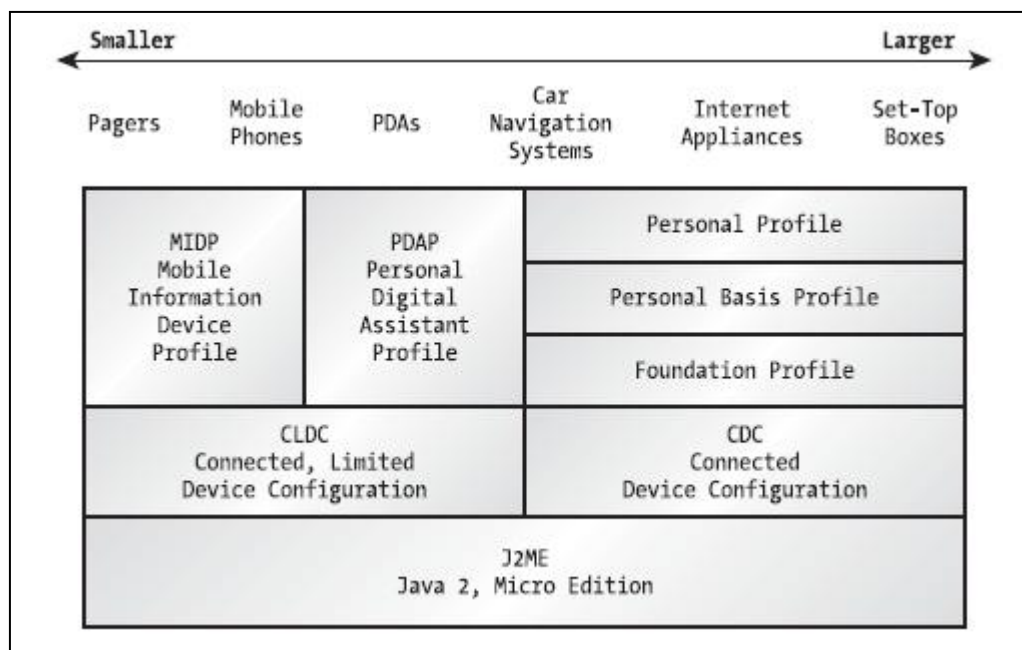 Smaller
Larger
Pagers
Mobile
Phones
PDAs
Car
Navigation
Systems
Internet
Appliances
Set-Top
Boxes
MIDP
Mobile
Information
Device
Profile
PDAP
Personal
Digital
Assistant
Profile
Personal Profile
Personal Basis Profile
Foundation Profile
CLDC
Connected, Limited
Device Configuration
CDC
Connected
Device Configuration
J2ME
Java 2, Micro Edition